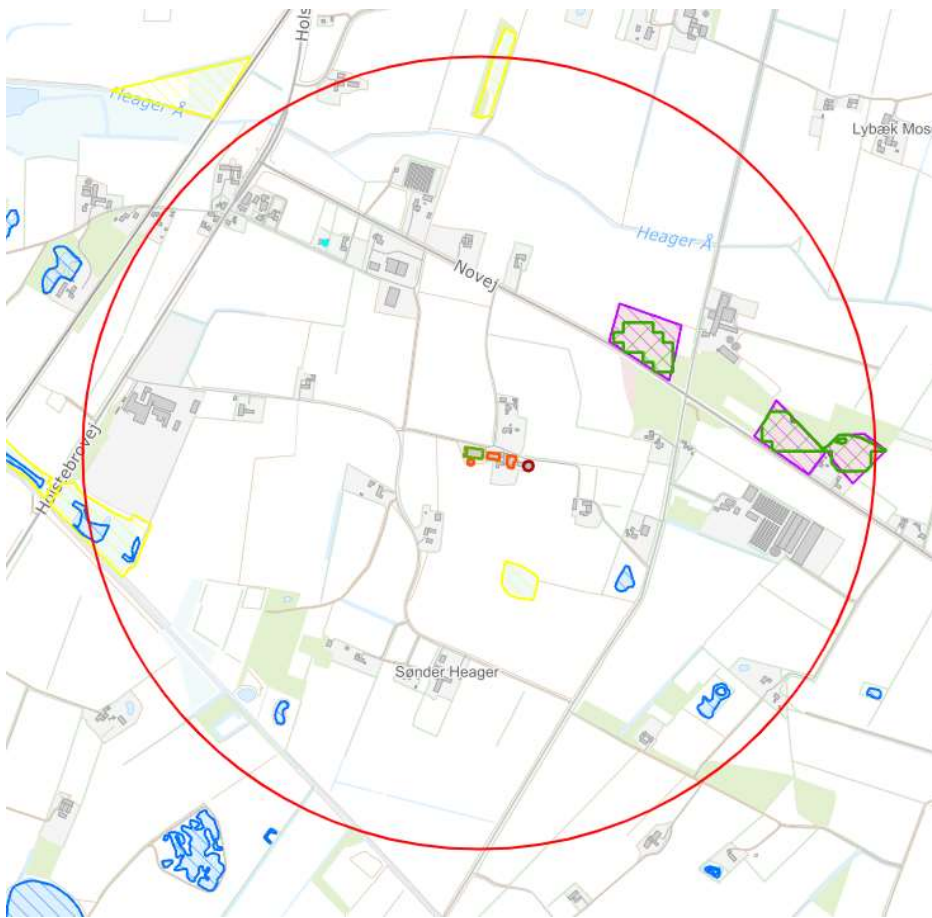 Hols
Heager Å
Lybæk Mos
Heager Å
Novej
Holstebrovej
Sønder Heager